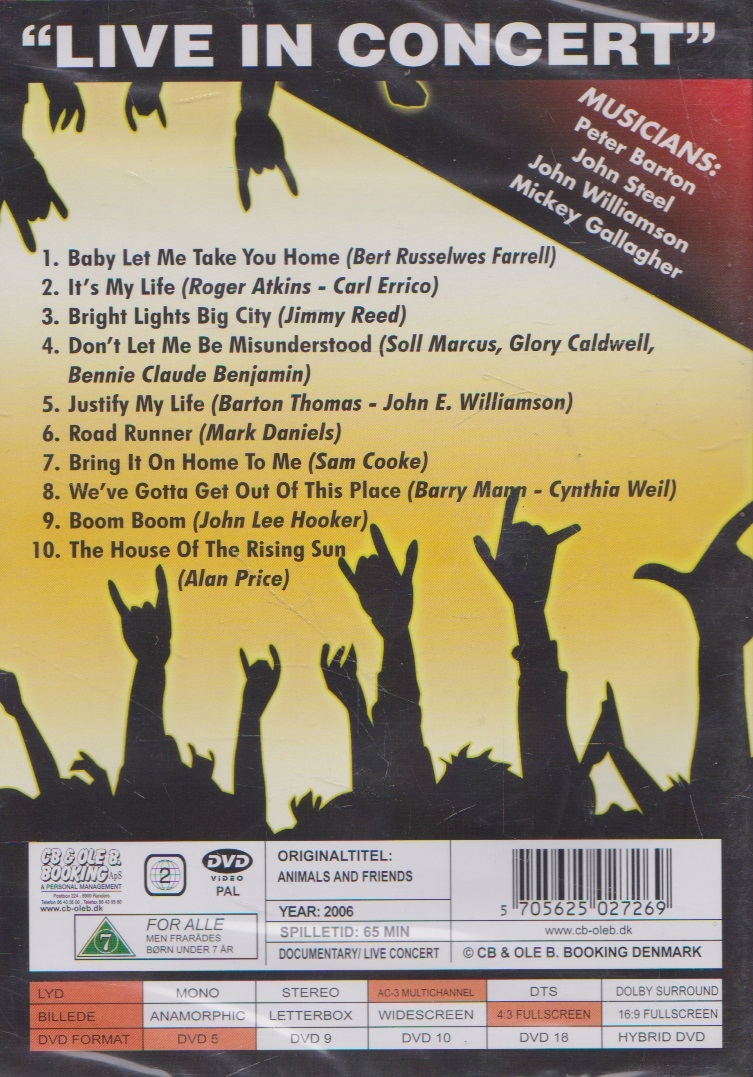 “LIVE IN CONCERT”
MUSICIANS:
Peter Barton
John Steel
John Williamson
Mickey Gallagher
1. Baby Let Me Take You Home (Bert Russelwes Farrell)
2. It's My Life (Roger Atkins - Carl Errico)
3. Bright Lights Big City (Jimmy Reed)
4. Don't Let Me Be Misunderstood (Soll Marcus, Glory Caldwell,
Bennie Claude Benjamin)
5. Justify My Life (Barton Thomas - John E. Williamson)
6. Road Runner (Mark Daniels)
7. Bring It On Home To Me (Sam Cooke)
8. We've Gotta Get Out Of This Place (Barry Mann - Cynthia Weil)
9. Boom Boom (John Lee Hooker)
10. The House Of The Rising Sun
(Alan Price)
CB & OLE B.
BOOKING ApS
& PERSONAL MANAGEMENT
www.cb-oleb.dk
2
DVD
VIDEO
PAL
7
FOR ALLE
MEN FRARÅDES
BØRN UNDER 7 ÅR
ORIGINALTITEL:
ANIMALS AND FRIENDS
YEAR: 2006
SPILLETID: 65 MIN
DOCUMENTARY/ LIVE CONCERT
5 705625 027269
www.cb-oleb.dk
© CB & OLE B. BOOKING DENMARK
LYD MONO STEREO AC-3 MULTICHANNEL DTS DOLBY SURROUND
BILLEDE ANAMORPHIC LETTERBOX WIDESCREEN 4:3 FULLSCREEN 16:9 FULLSCREEN
DVD FORMAT DVD 5 DVD 9 DVD 10 DVD 18 HYBRID DVD